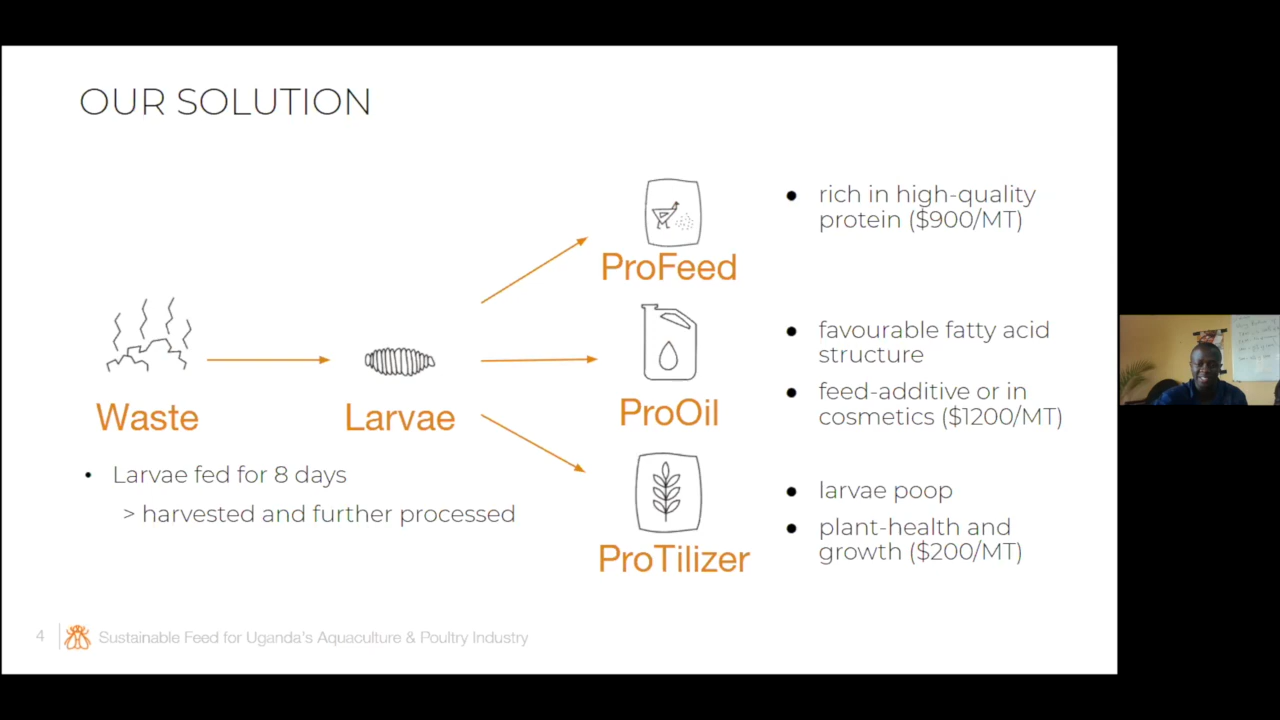 OUR SOLUTION
ProFeed
● rich in high-quality
protein ($900/MT)
Waste
Larvae
ProOil
● favourable fatty acid
structure
● feed-additive or in
cosmetics ($1200/MT)
• Larvae fed for 8 days
> harvested and further processed
ProTilizer
● larvae poop
● plant-health and
growth ($200/MT)
4
Sustainable Feed for Uganda's Aquaculture & Poultry Industry